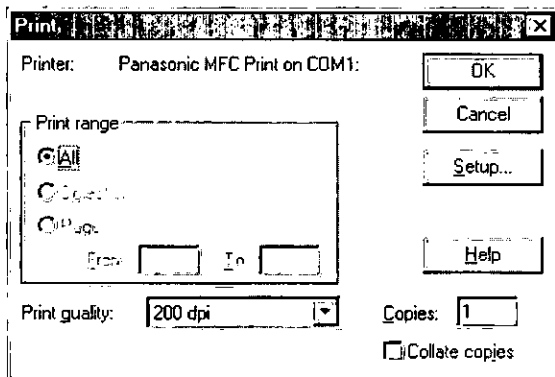 Print
Printer: Panasonic MFC Print on COM1:
OK
Cancel
Print range
All
Setup...
From: To:
Help
Print quality: 200 dpi
Copies: 1
Collate copies